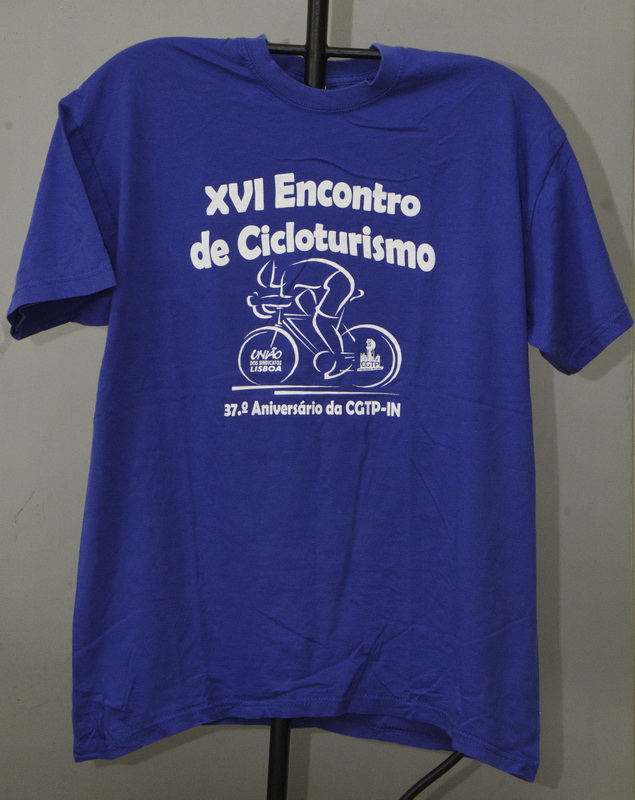 XVI Encontro
de Cicloturismo
UNIÃO
DOS SINDICATOS
LISBOA
CGTP
37.º Aniversário da CGTP-IN